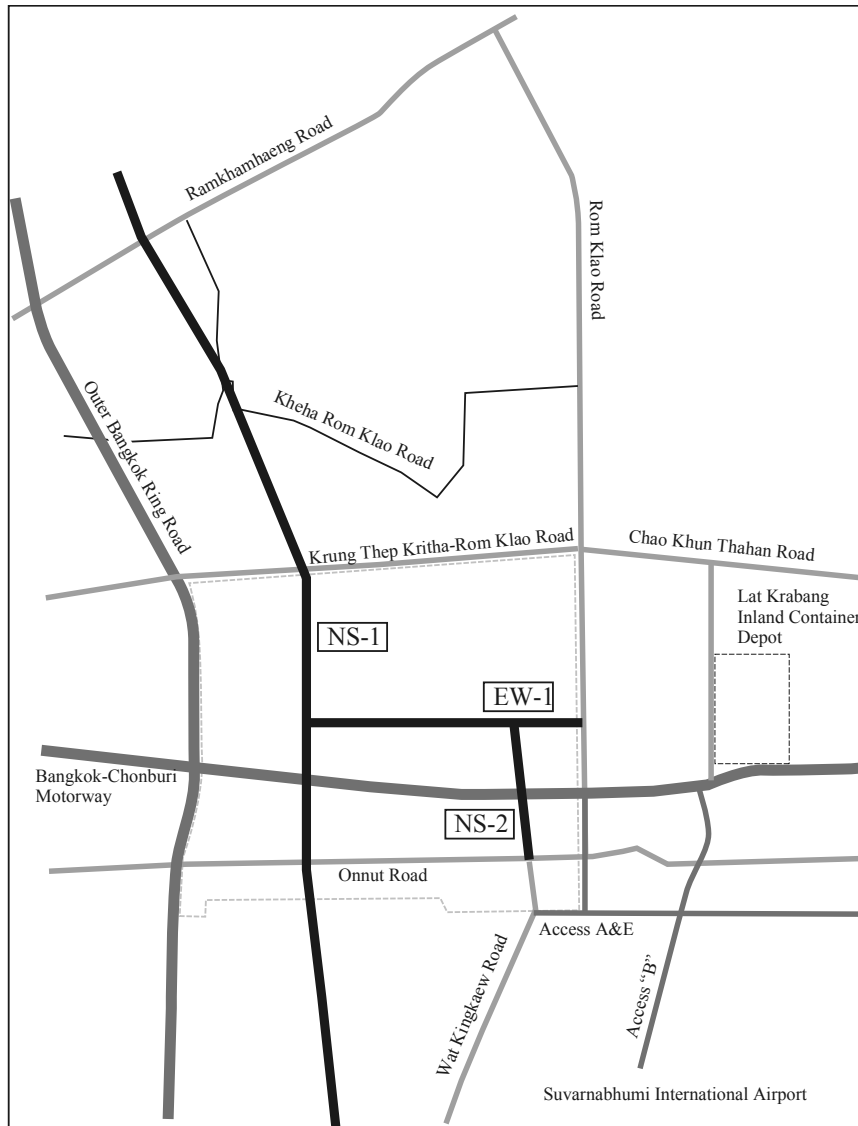 Ramkhamhaeng Road
Rom Klao Road
Outer Bangkok Ring Road
Kheha Rom Klao Road
Krung Thep Kritha-Rom Klao Road
Chao Khun Thahan Road
Lat Krabang
Inland Container
Depot
NS-1
EW-1
Bangkok-Chonburi
Motorway
NS-2
Onnut Road
Access A&E
Wat Kingkaew Road
Access “B”
Suvarnabhumi International Airport